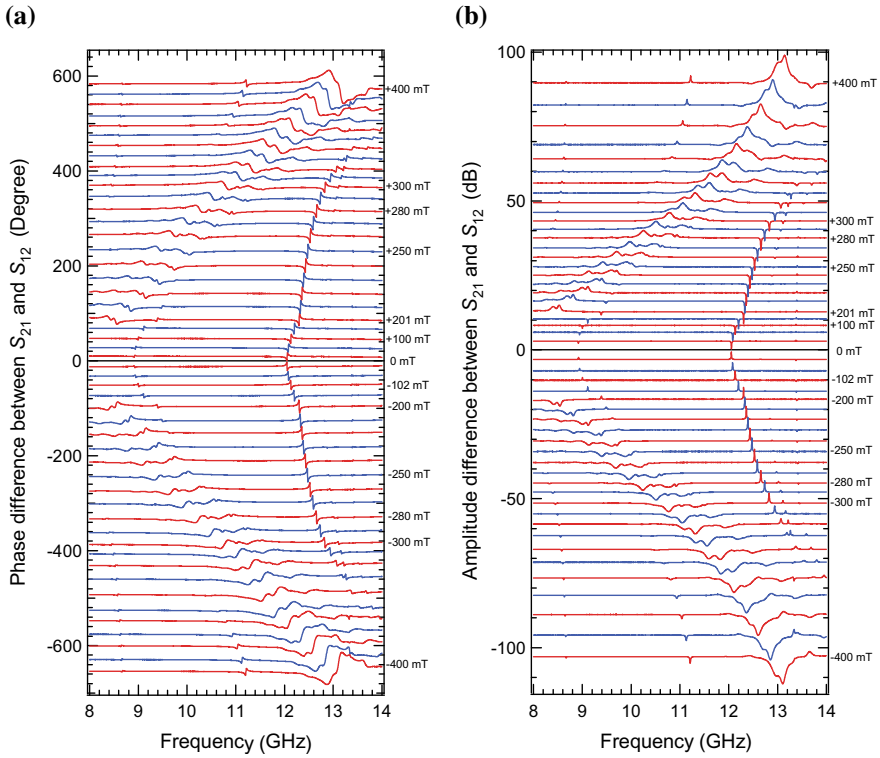 (a)
Phase difference between S21 and S12 (Degree)
600
400
200
0
-200
-400
-600
+400 mT
+300 mT
+280 mT
+250 mT
+201 mT
+100 mT
0 mT
-102 mT
-200 mT
-250 mT
-280 mT
-300 mT
-400 mT
8 9 10 11 12 13 14
Frequency (GHz)
(b)
Amplitude difference between S21 and S12 (dB)
100
50
0
-50
-100
+400 mT
+300 mT
+280 mT
+250 mT
+201 mT
+100 mT
0 mT
-102 mT
-200 mT
-250 mT
-280 mT
-300 mT
-400 mT
8 9 10 11 12 13 14
Frequency (GHz)